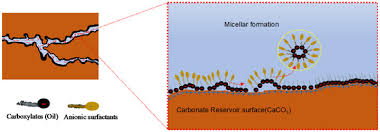 Micellar formation
Carbonate Reservoir surface(CaCO₃)
Carboxylates (Oil)
Anionic surfactants